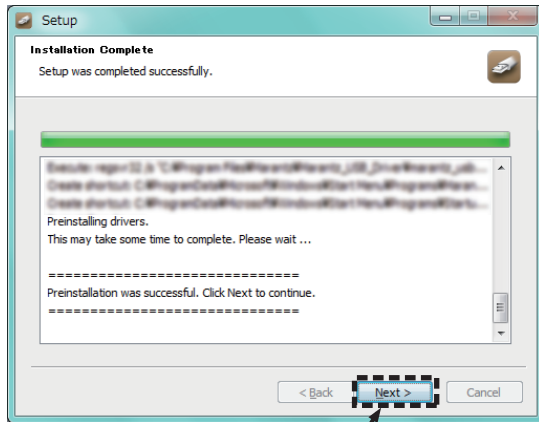 Setup
Installation Complete
Setup was completed successfully.
Preinstalling drivers.
This may take some time to complete. Please wait ...
==============================
Preinstallation was successful. Click Next to continue.
==============================
< Back
Next >
Cancel